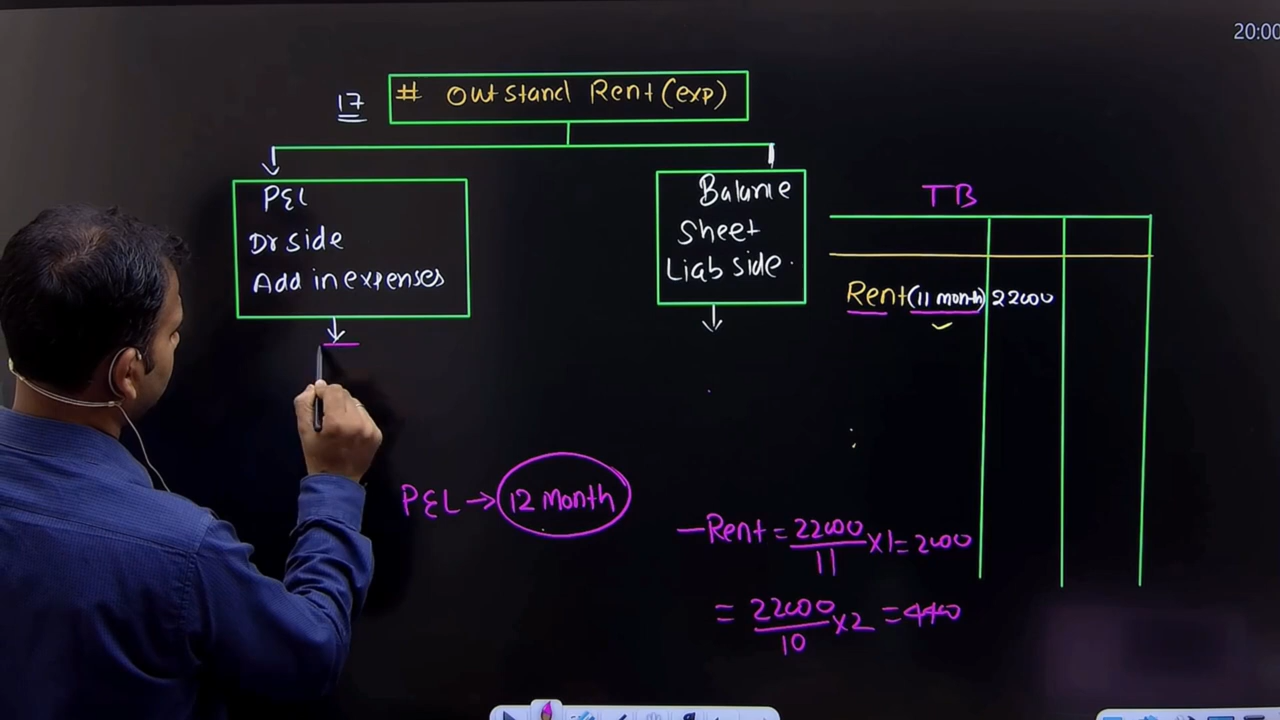 20:00
17
# Outstand Rent (exp)
P&L
Dr side
Add in expenses
Balance
Sheet
Liab side.
TB
Rent (11 month) 22000
P&L → 12 Month
— Rent = 22000/11 × 1 = 2000
= 22000/10 × 2 = 4400